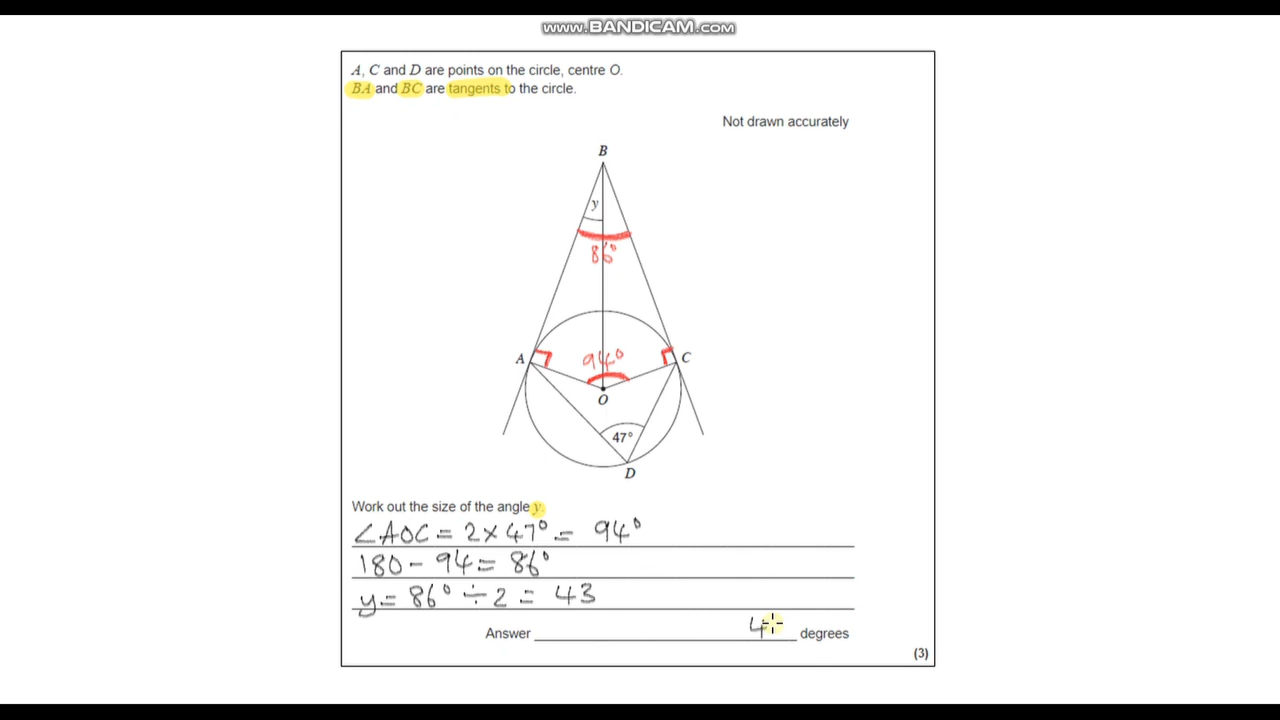 WWW.BANDICAM.COM
A, C and D are points on the circle, centre O.
BA and BC are tangents to the circle.
Not drawn accurately
B
y
86°
A
94°
C
O
47°
D
Work out the size of the angle y.
∠AOC = 2 × 47° = 94°
180 - 94 = 86°
y = 86° ÷ 2 = 43
Answer 4 degrees
(3)